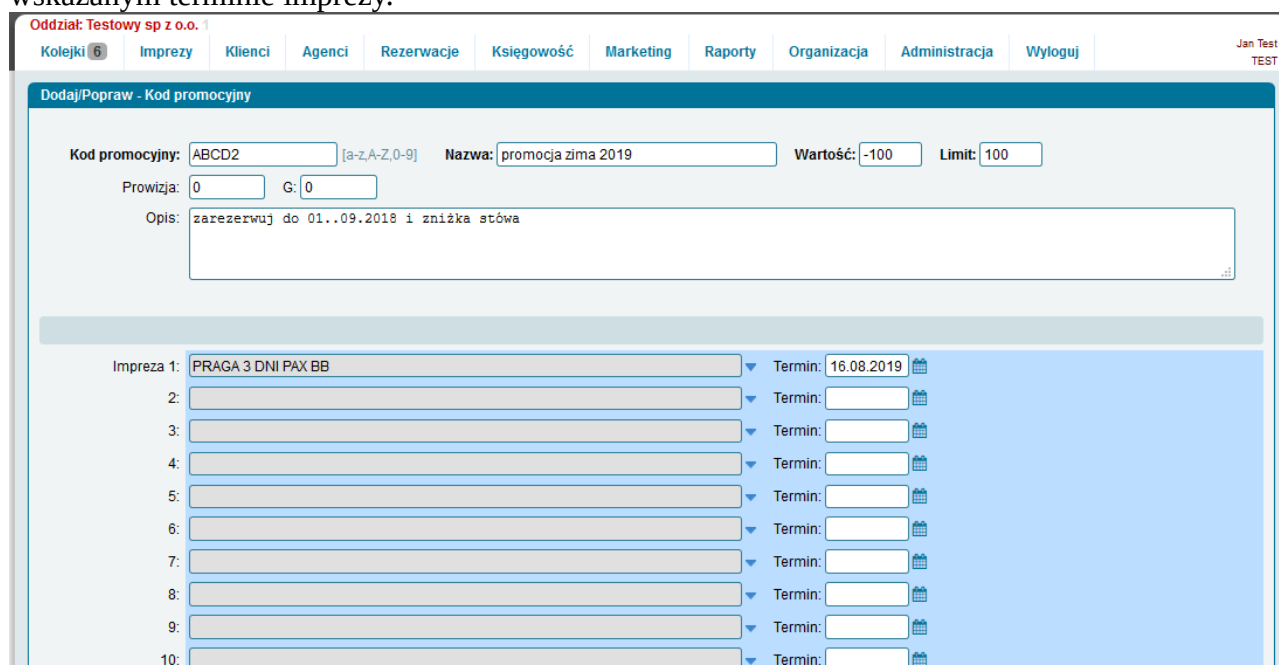 wskazanym terminie imprezy.
Oddział: Testowy sp z o.o. 1
Kolejki 6 Imprezy Klienci Agenci Rezerwacje Księgowość Marketing Raporty Organizacja Administracja Wyloguj Jan Test
TEST
Dodaj/Popraw - Kod promocyjny
Kod promocyjny: ABCD2 [a-z,A-Z,0-9] Nazwa: promocja zima 2019 Wartość: -100 Limit: 100
Prowizja: 0 G: 0
Opis: zarezerwuj do 01..09.2018 i zniżka stówa
Impreza 1: PRAGA 3 DNI PAX BB Termin: 16.08.2019
2: Termin:
3: Termin:
4: Termin:
5: Termin:
6: Termin:
7: Termin:
8: Termin:
9: Termin:
10: Termin: